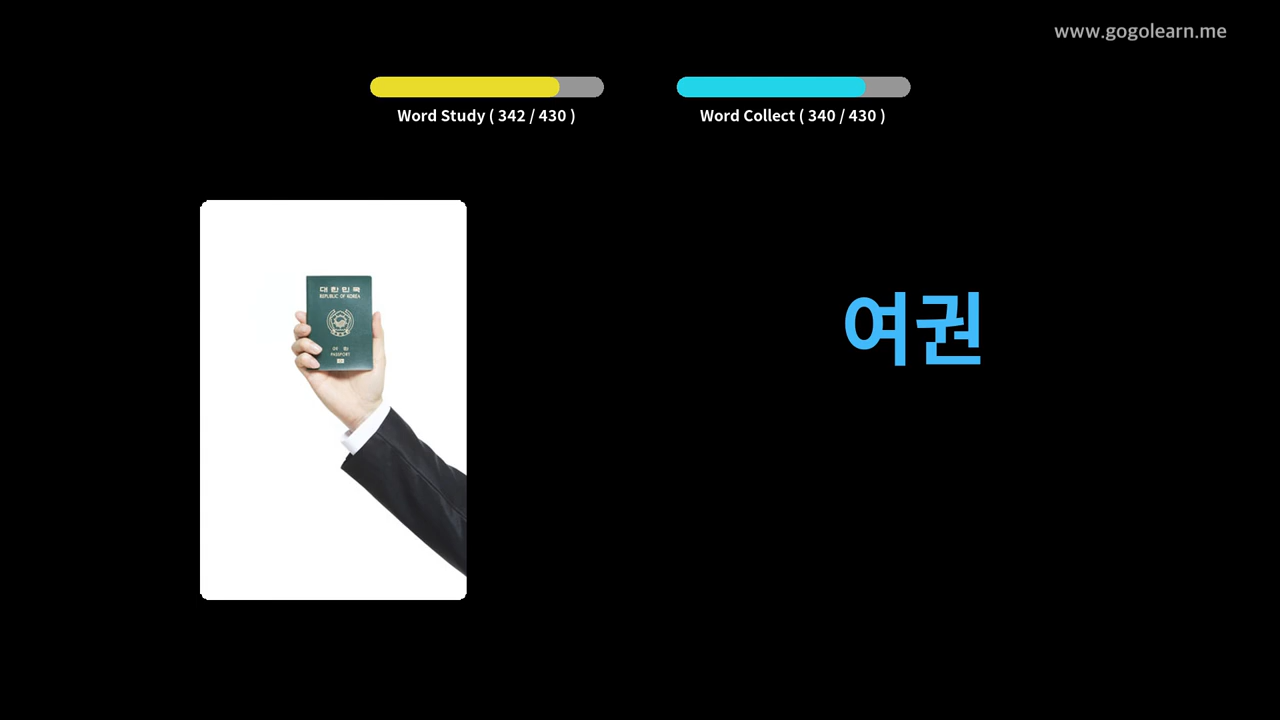 www.gogolearn.me
Word Study ( 342 / 430 )
Word Collect ( 340 / 430 )
대한민국
REPUBLIC OF KOREA
PASSPORT
여권